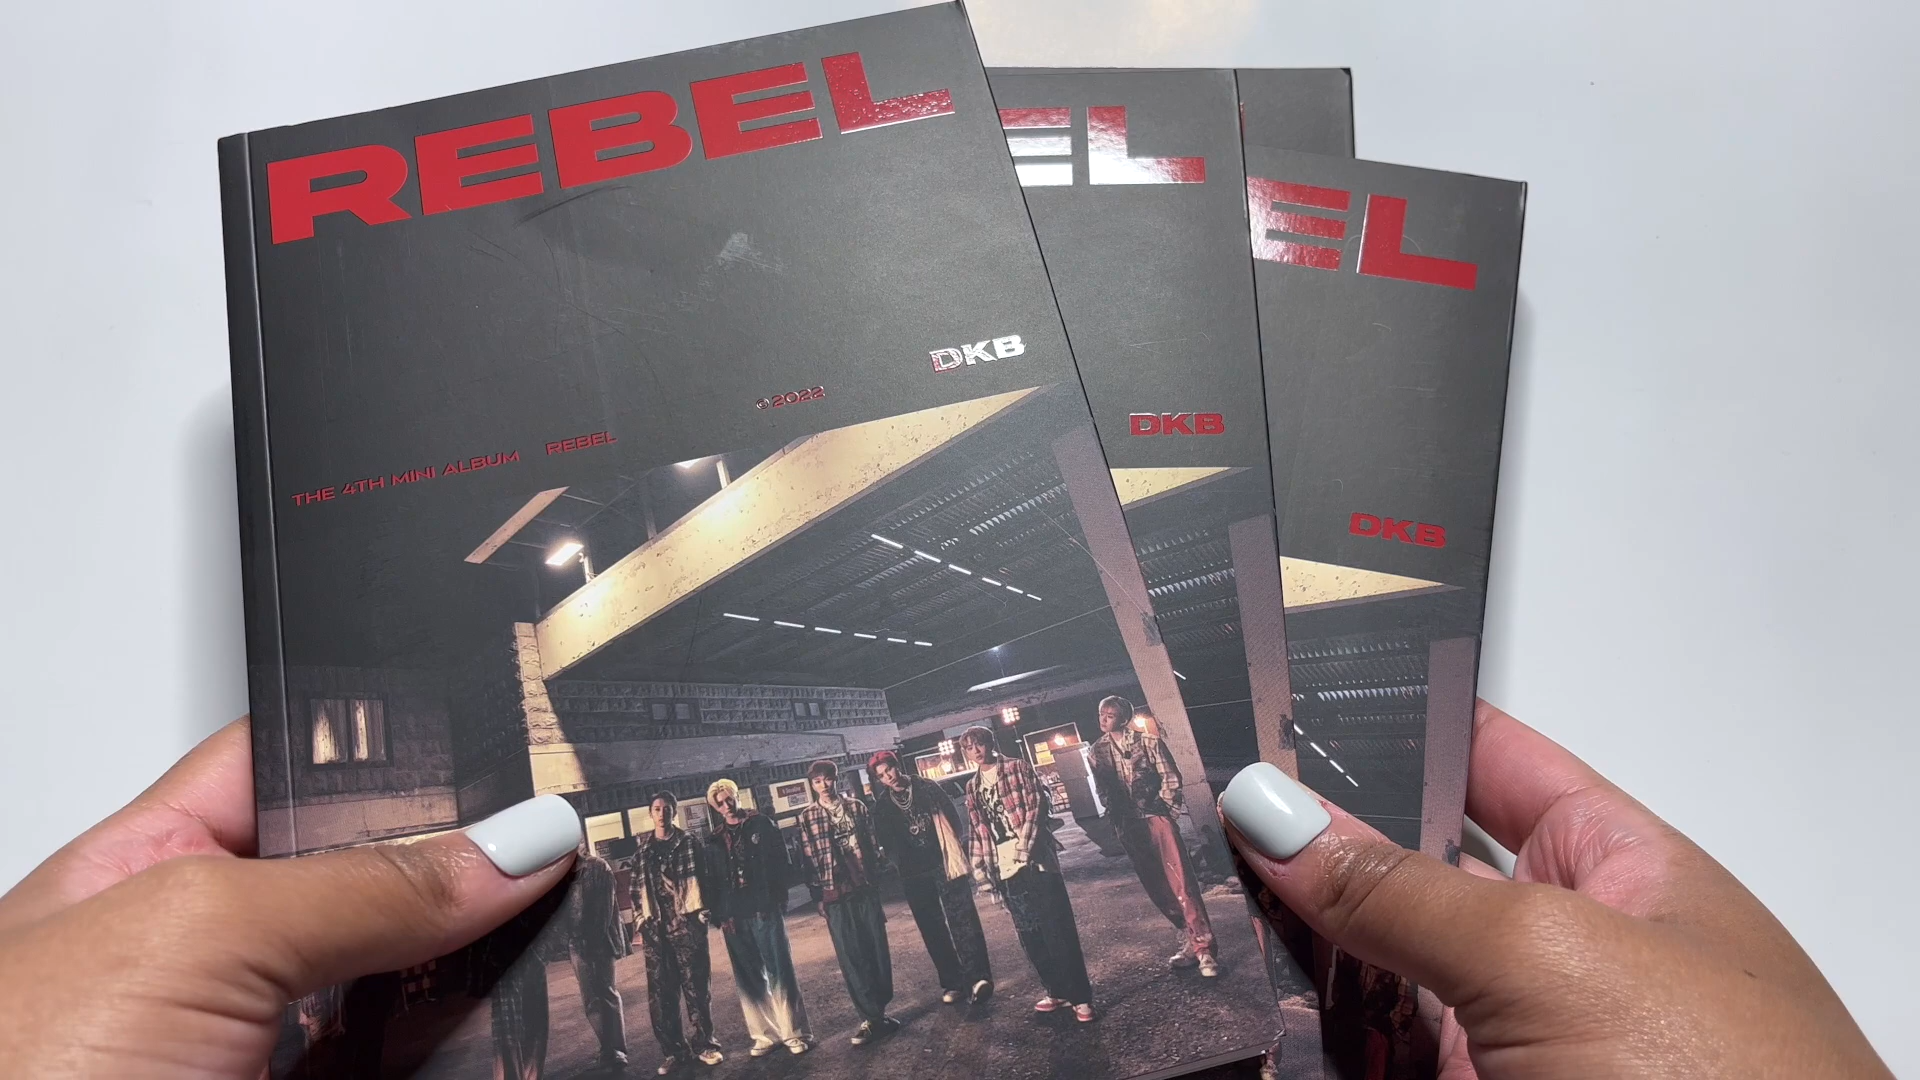 REBEL
DKB
©2022
THE 4TH MINI ALBUM REBEL
EL
DKB
EL
DKB